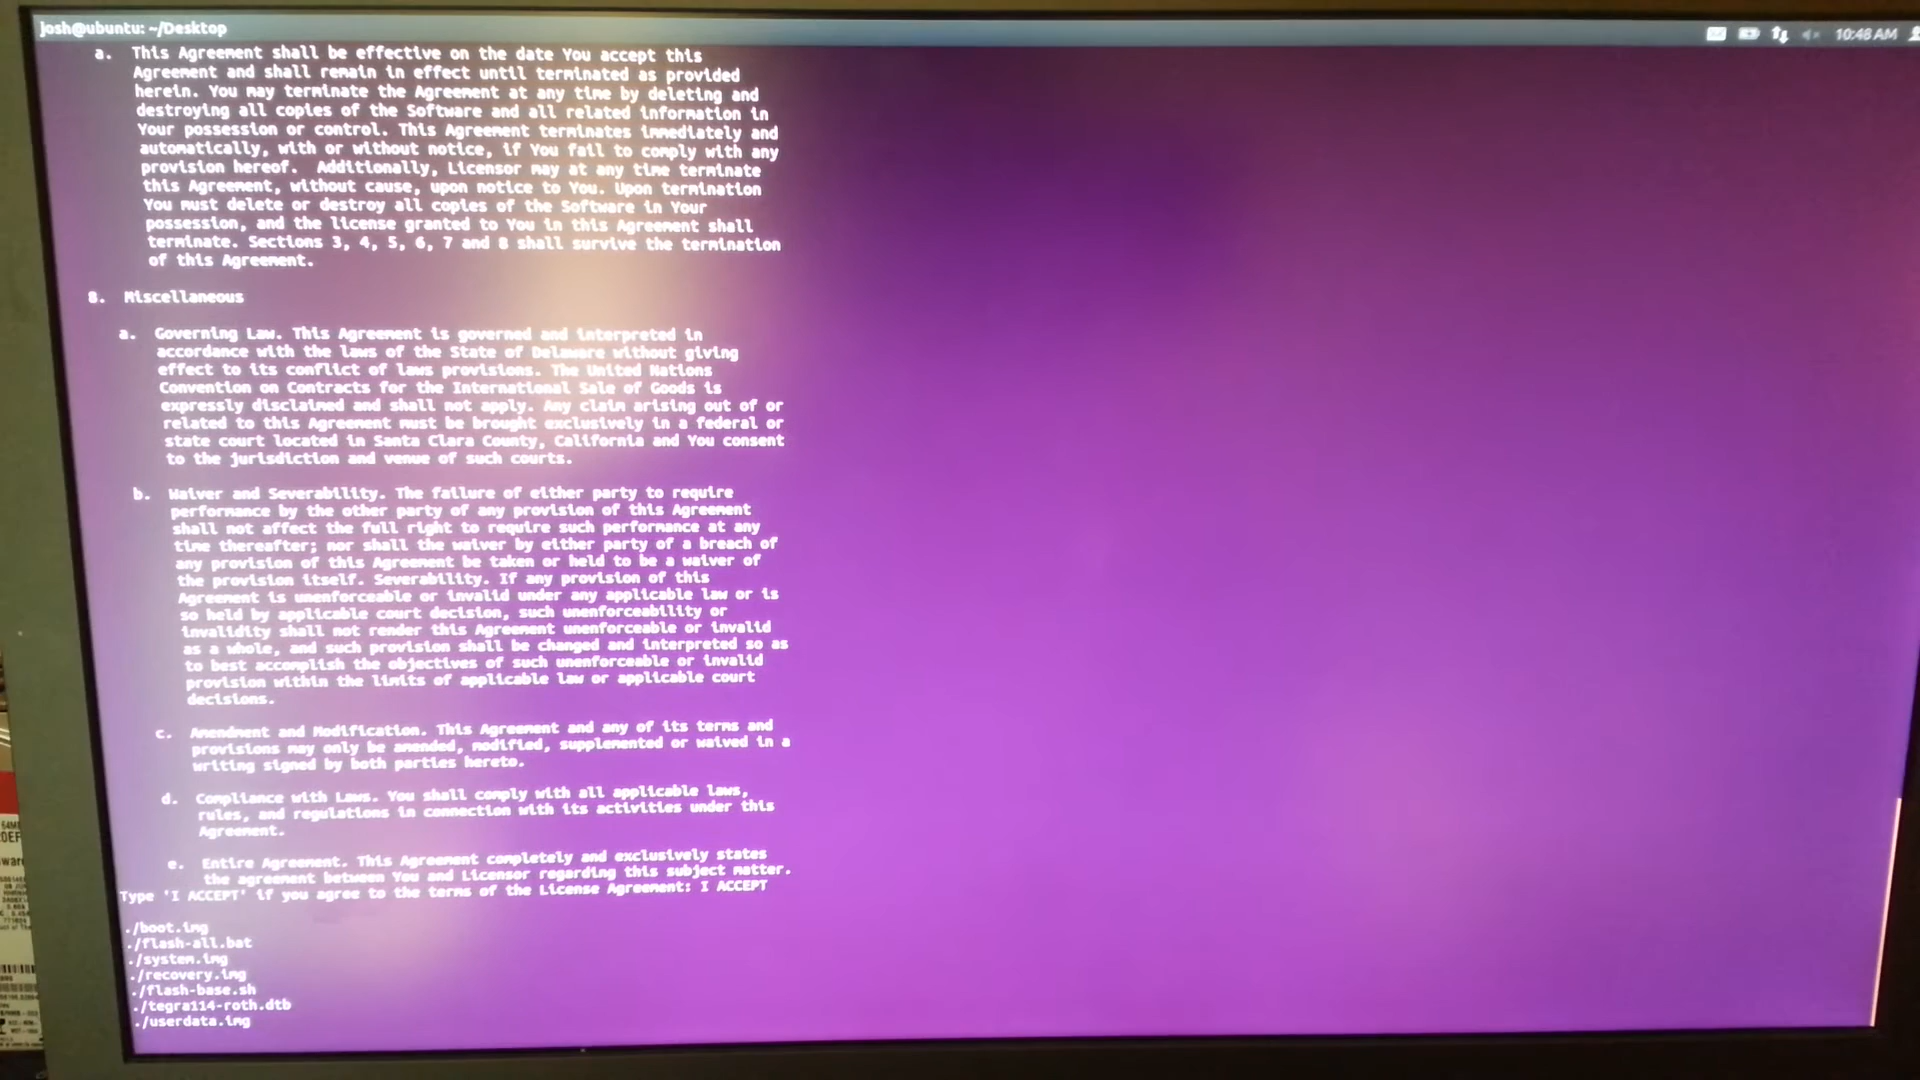 josh@ubuntu: ~/Desktop
10:48 AM
a. This Agreement shall be effective on the date You accept this
Agreement and shall remain in effect until terminated as provided
herein. You may terminate the Agreement at any time by deleting and
destroying all copies of the Software and all related information in
Your possession or control. This Agreement terminates immediately and
automatically, with or without notice, if You fail to comply with any
provision hereof. Additionally, Licensor may at any time terminate
this Agreement, without cause, upon notice to You. Upon termination
You must delete or destroy all copies of the Software in Your
possession, and the license granted to You in this Agreement shall
terminate. Sections 3, 4, 5, 6, 7 and 8 shall survive the termination
of this Agreement.
8. Miscellaneous
a. Governing Law. This Agreement is governed and interpreted in
accordance with the laws of the State of Delaware without giving
effect to its conflict of laws provisions. The United Nations
Convention on Contracts for the International Sale of Goods is
expressly disclaimed and shall not apply. Any claim arising out of or
related to this Agreement must be brought exclusively in a federal or
state court located in Santa Clara County, California and You consent
to the jurisdiction and venue of such courts.
b. Waiver and Severability. The failure of either party to require
performance by the other party of any provision of this Agreement
shall not affect the full right to require such performance at any
time thereafter; nor shall the waiver by either party of a breach of
any provision of this Agreement be taken or held to be a waiver of
the provision itself. Severability. If any provision of this
Agreement is unenforceable or invalid under any applicable law or is
so held by applicable court decision, such unenforceability or
invalidity shall not render this Agreement unenforceable or invalid
as a whole, and such provision shall be changed and interpreted so as
to best accomplish the objectives of such unenforceable or invalid
provision within the limits of applicable law or applicable court
decisions.
c. Amendment and Modification. This Agreement and any of its terms and
provisions may only be amended, modified, supplemented or waived in a
writing signed by both parties hereto.
d. Compliance with Laws. You shall comply with all applicable laws,
rules, and regulations in connection with its activities under this
Agreement.
e. Entire Agreement. This Agreement completely and exclusively states
the agreement between You and Licensor regarding this subject matter.
Type 'I ACCEPT' if you agree to the terms of the License Agreement: I ACCEPT
./boot.img
./flash-all.bat
./system.img
./recovery.img
./flash-base.sh
./tegra114-roth.dtb
./userdata.img